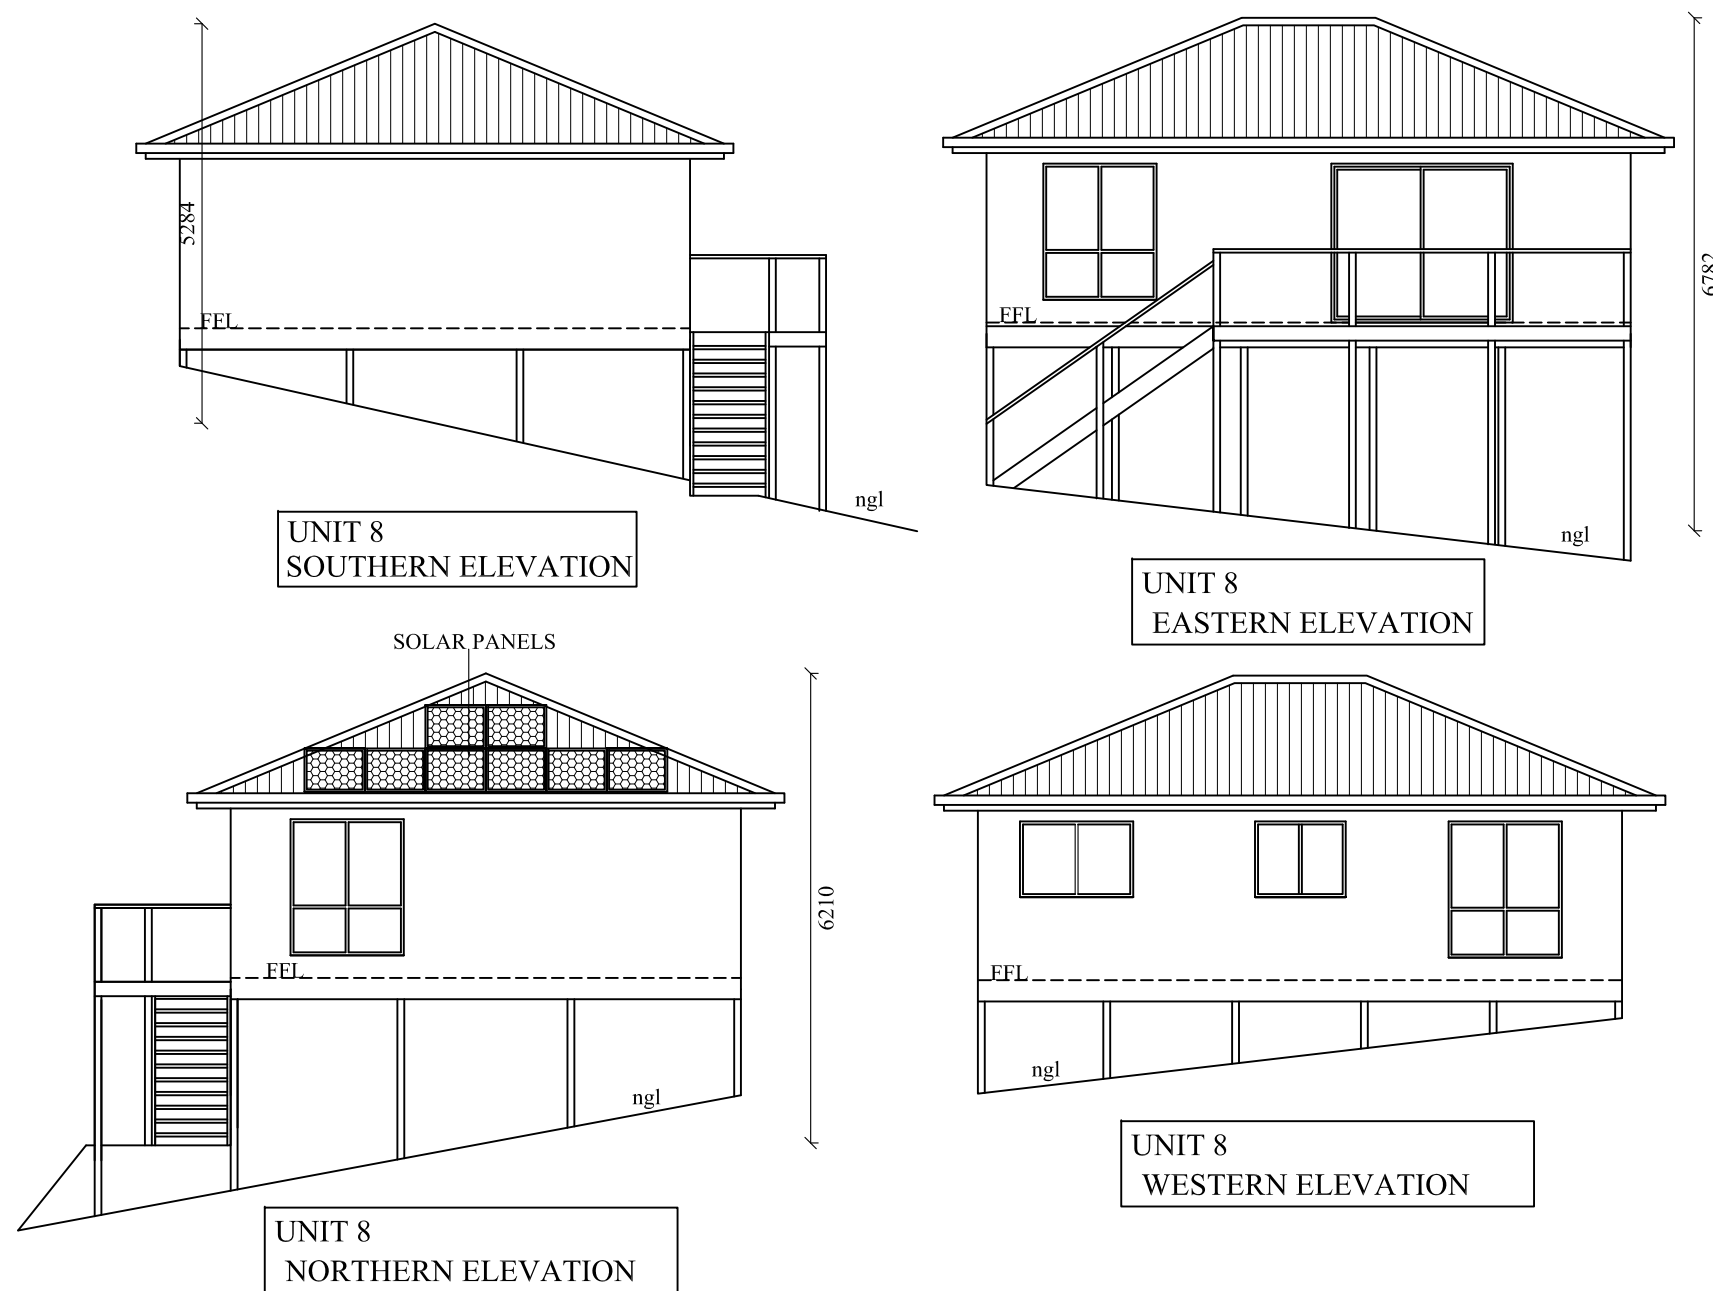 5284
FFL
ngl
UNIT 8
SOUTHERN ELEVATION
6782
FFL
ngl
UNIT 8
EASTERN ELEVATION
SOLAR PANELS
6210
FFL
ngl
UNIT 8
NORTHERN ELEVATION
FFL
ngl
UNIT 8
WESTERN ELEVATION